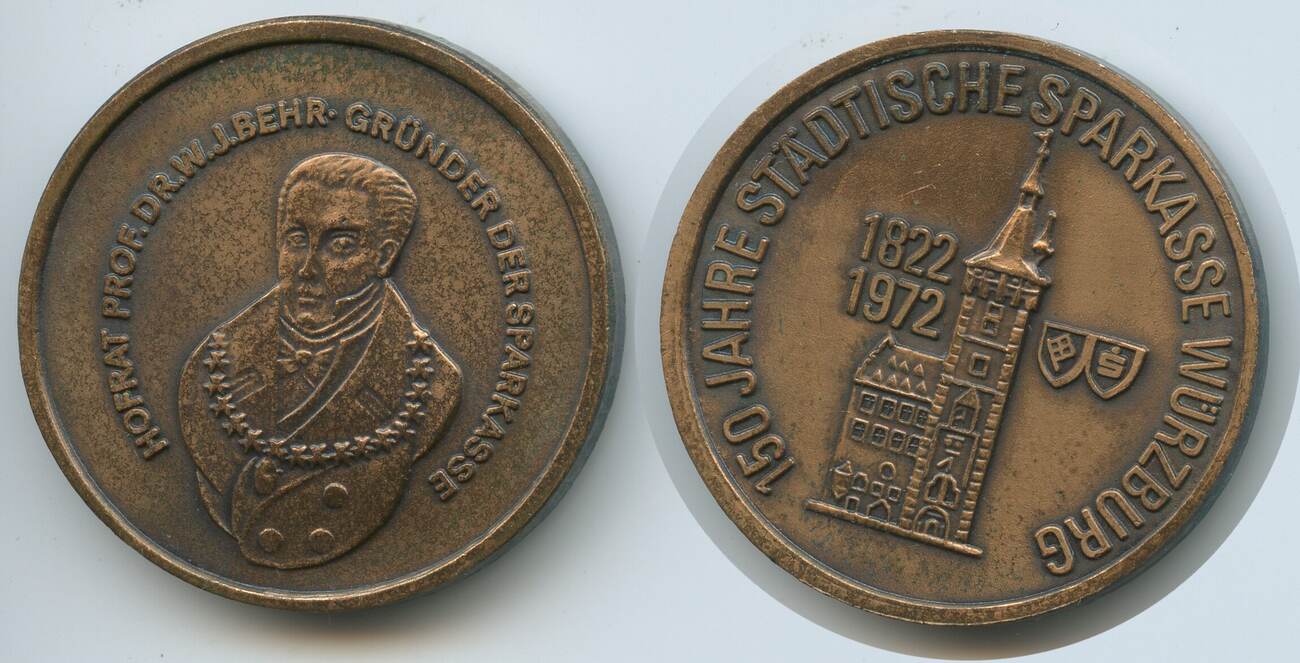 HOFRAT PROF. DR. W. J. BEHR · GRÜNDER DER SPARKASSE
150 JAHRE STÄDTISCHE SPARKASSE WÜRZBURG
1822
1972